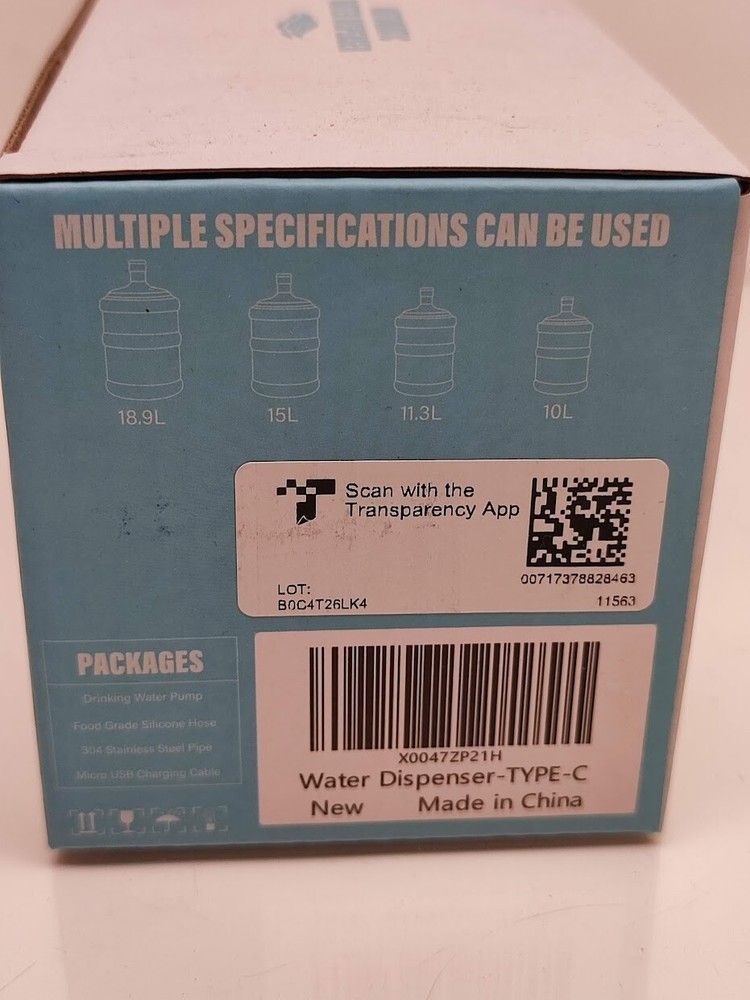 MULTIPLE SPECIFICATIONS CAN BE USED
18.9L
15L
11.3L
10L
Scan with the
Transparency App
00717378828463
LOT:
B0C4T26LK4
11563
PACKAGES
Drinking Water Pump
Food Grade Silicone Hose
304 Stainless Steel Pipe
Micro USB Charging Cable
X0047ZP21H
Water Dispenser-TYPE-C
New Made in China